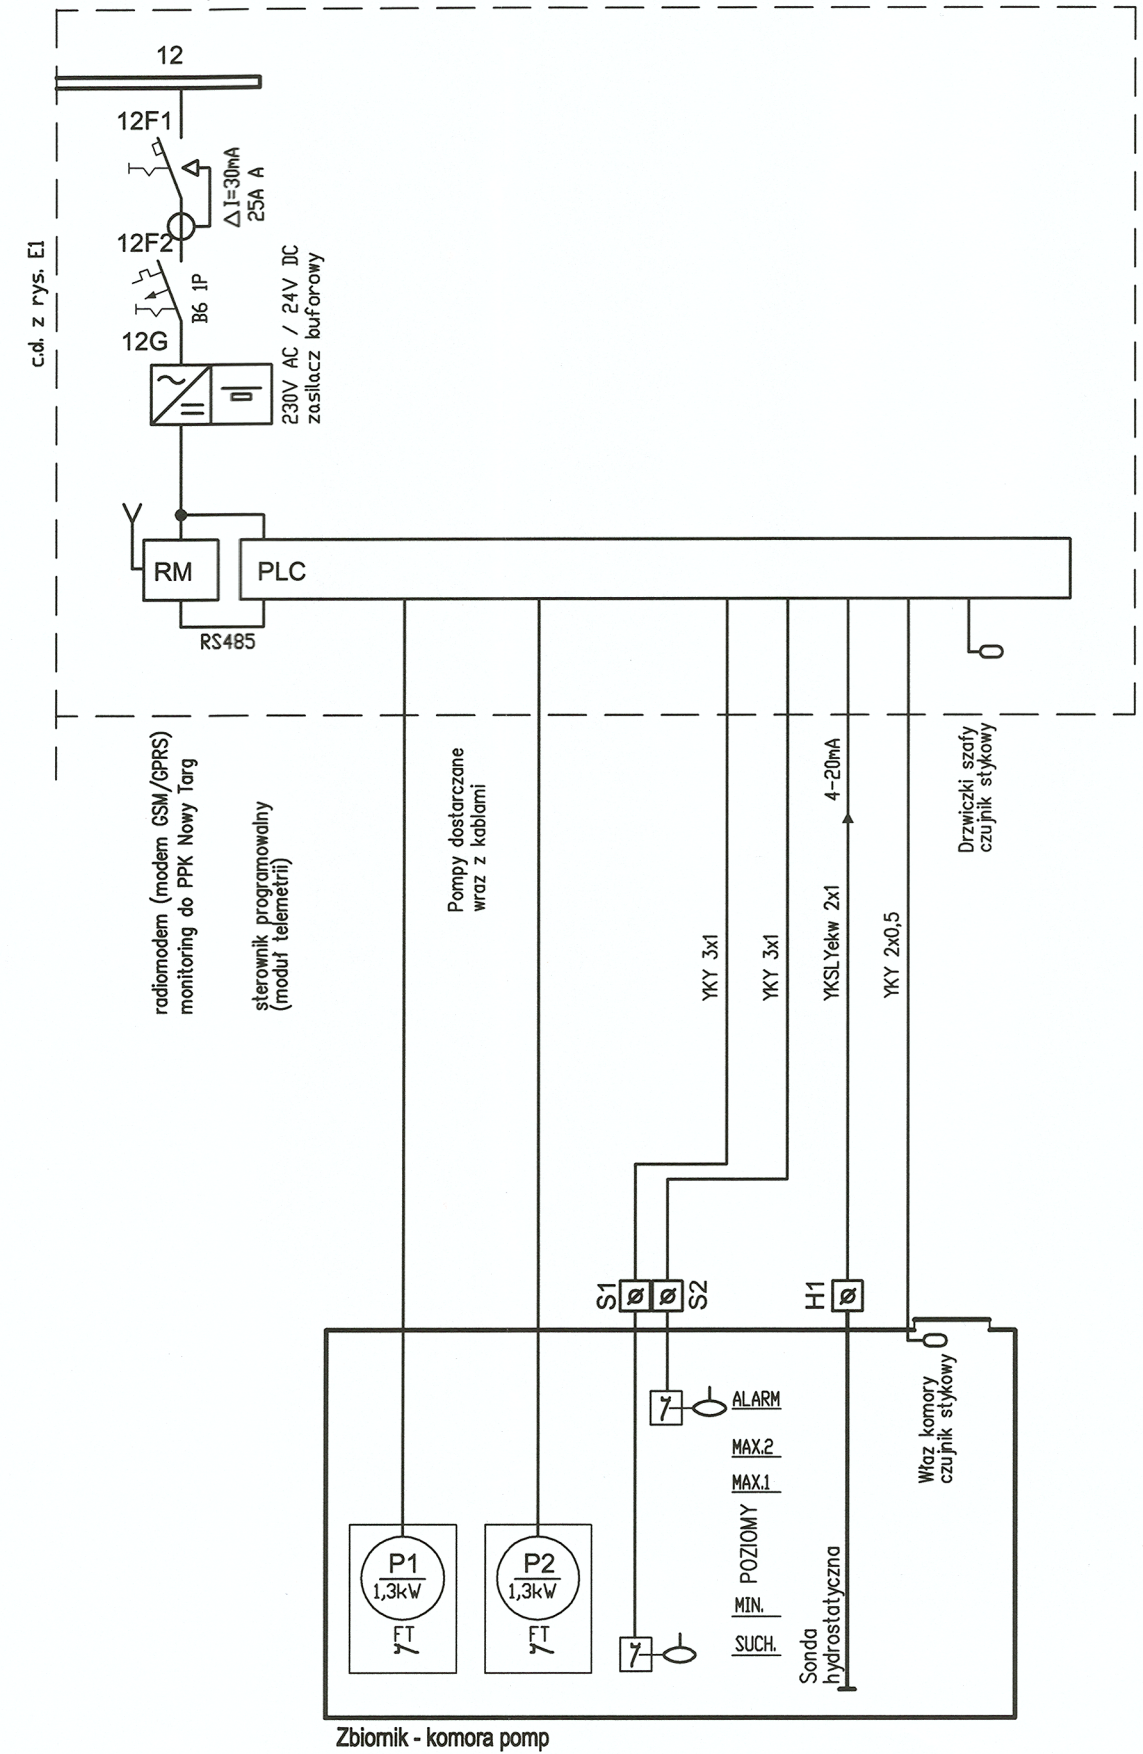 12
12F1
ΔI=30mA
25A A
c.d. z rys. E1
12F2
B6 1P
12G
230V AC / 24V DC
zasilacz buforowy
RM
PLC
RS485
radiomodem (modem GSM/GPRS)
monitoring do PPK Nowy Targ
sterownik programowalny
(moduł telemetrii)
Pompy dostarczane
wraz z kablami
4-20mA
Drzwiczki szafy
czujnik stykowy
YKY 3x1
YKY 3x1
YKSLYekw 2x1
YKY 2x0,5
S1
S2
H1
Właz komory
czujnik stykowy
ALARM
MAX.2
MAX.1
POZIOMY
MIN.
SUCH.
Sonda
hydrostatyczna
P1
1,3kW
FT
P2
1,3kW
FT
Zbiornik - komora pomp